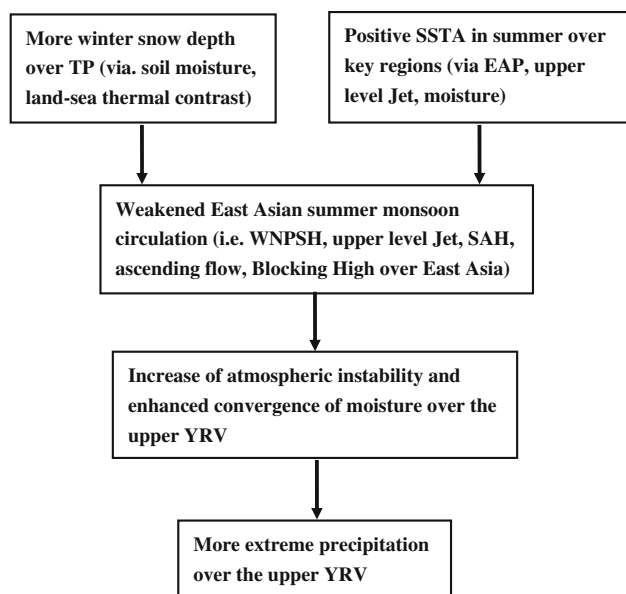 More winter snow depth
over TP (via. soil moisture,
land-sea thermal contrast)
Positive SSTA in summer over
key regions (via EAP, upper
level Jet, moisture)
Weakened East Asian summer monsoon
circulation (i.e. WNPSH, upper level Jet, SAH,
ascending flow, Blocking High over East Asia)
Increase of atmospheric instability and
enhanced convergence of moisture over the
upper YRV
More extreme precipitation
over the upper YRV